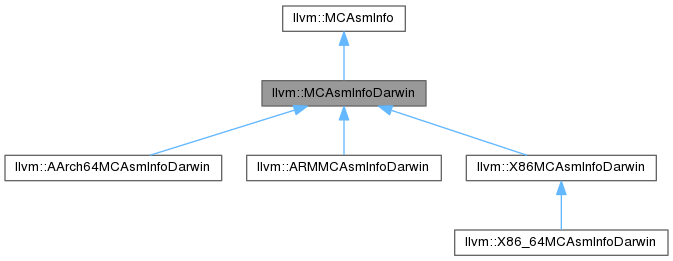 llvm::MCAsmInfo
llvm::MCAsmInfoDarwin
llvm::AArch64MCAsmInfoDarwin
llvm::ARMMCAsmInfoDarwin
llvm::X86MCAsmInfoDarwin
llvm::X86_64MCAsmInfoDarwin